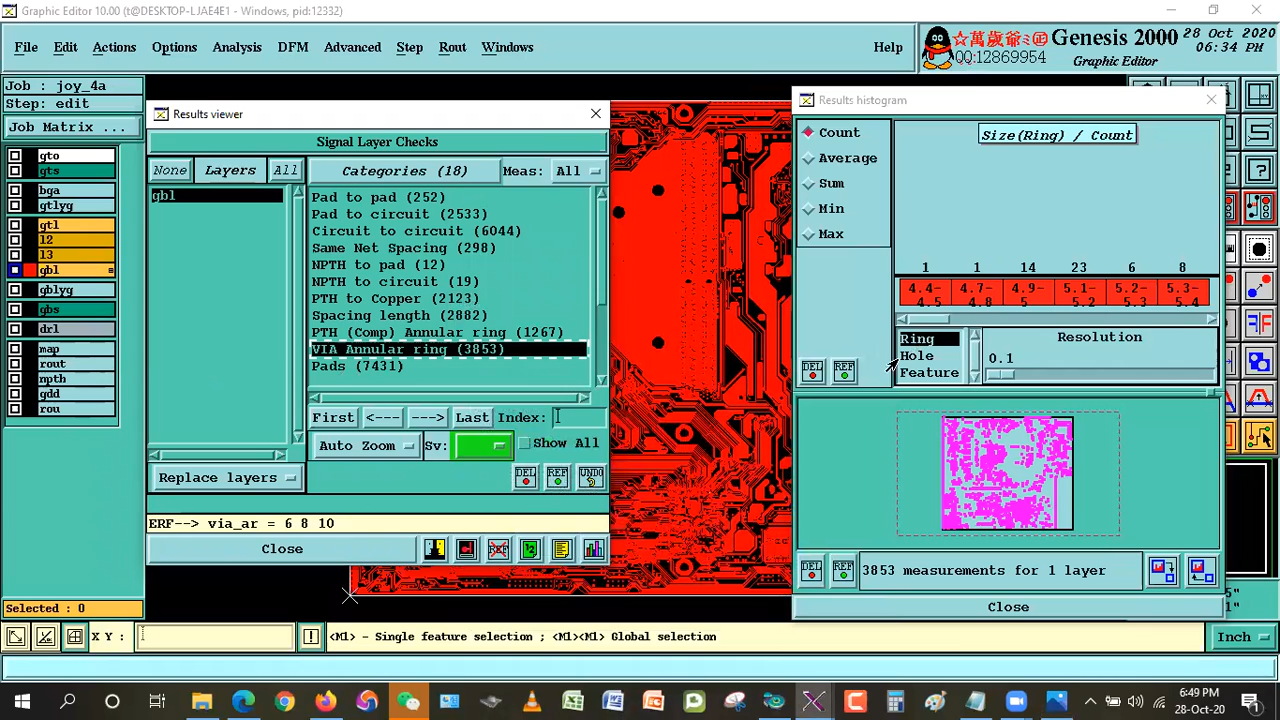 Graphic Editor 10.00 (t@DESKTOP-LJAE4E1 - Windows, pid:12332)
File Edit Actions Options Analysis DFM Advanced Step Rout Windows Help
☆萬歲爺ミ㊣
QQ:12869954
Genesis 2000
Graphic Editor
28 Oct 2020
06:34 PM
Job : joy_4a
Step: edit
Job Matrix ...
gto
gts
bga
gtlyg
gtl
l2
l3
gbl
gblyg
gbs
drl
map
rout
npth
gdd
rou
Selected : 0
Results viewer
Signal Layer Checks
None Layers All
gbl
Replace layers
Categories (18) Meas: All
Pad to pad (252)
Pad to circuit (2533)
Circuit to circuit (6044)
Same Net Spacing (298)
NPTH to pad (12)
NPTH to circuit (19)
PTH to Copper (2123)
Spacing length (2882)
PTH (Comp) Annular ring (1267)
VIA Annular ring (3853)
Pads (7431)
First <--- ---> Last Index:
Auto Zoom Sv: Show All
DEL REF UNDO
ERF--> via_ar = 6 8 10
Close
Results histogram
Count
Average
Sum
Min
Max
DEL REF
Size(Ring) / Count
1 1 14 23 6 8
4.4-4.5 4.7-4.8 4.9-5 5.1-5.2 5.2-5.3 5.3-5.4
Ring
Hole
Feature
Resolution
0.1
DEL REF 3853 measurements for 1 layer
Close
X Y :
! <M1> - Single feature selection ; <M1><M1> Global selection
Inch
6:49 PM
28-Oct-20